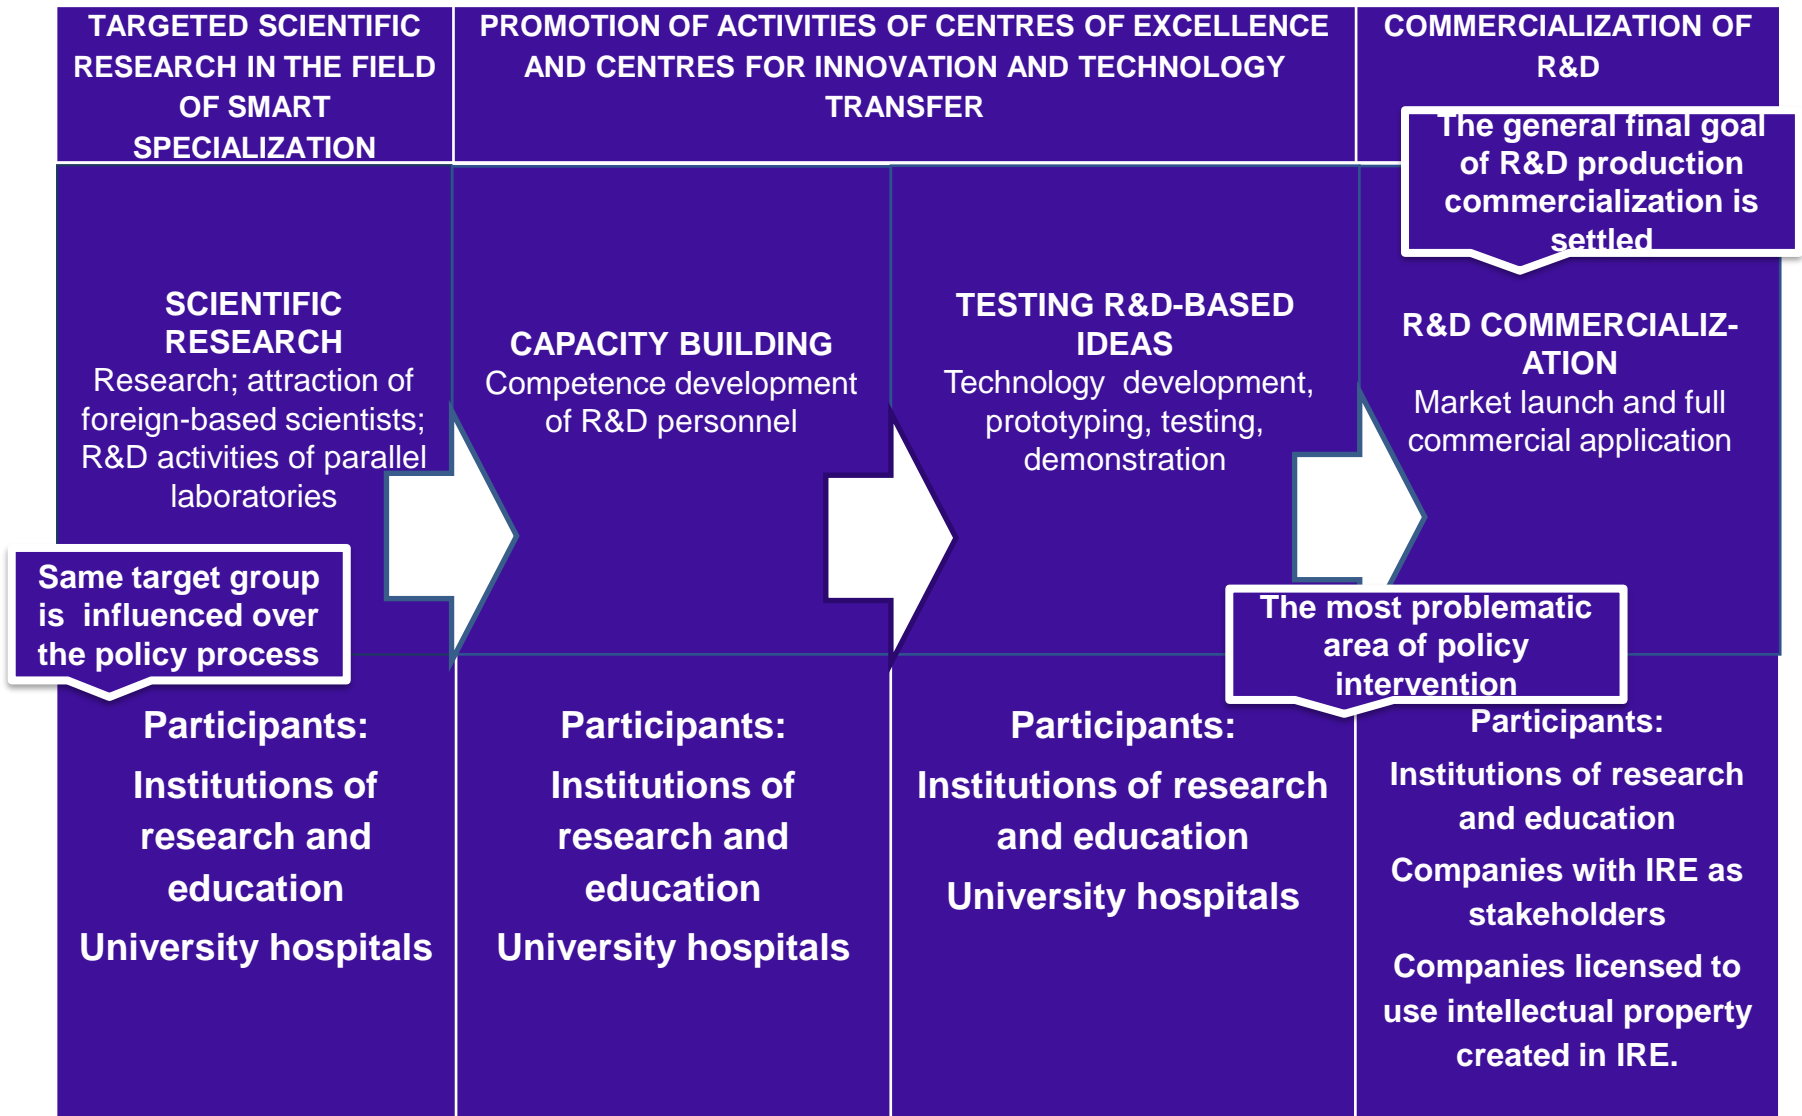 TARGETED SCIENTIFIC
RESEARCH IN THE FIELD
OF SMART
SPECIALIZATION
PROMOTION OF ACTIVITIES OF CENTRES OF EXCELLENCE
AND CENTRES FOR INNOVATION AND TECHNOLOGY
TRANSFER
COMMERCIALIZATION OF
R&D
The general final goal
of R&D production
commercialization is
settled
SCIENTIFIC
RESEARCH
Research; attraction of
foreign-based scientists;
R&D activities of parallel
laboratories
CAPACITY BUILDING
Competence development
of R&D personnel
TESTING R&D-BASED
IDEAS
Technology development,
prototyping, testing,
demonstration
R&D COMMERCIALIZ-
ATION
Market launch and full
commercial application
Same target group
is influenced over
the policy process
The most problematic
area of policy
intervention
Participants:
Institutions of
research and
education
University hospitals
Participants:
Institutions of
research and
education
University hospitals
Participants:
Institutions of research
and education
University hospitals
Participants:
Institutions of research
and education
Companies with IRE as
stakeholders
Companies licensed to
use intellectual property
created in IRE.